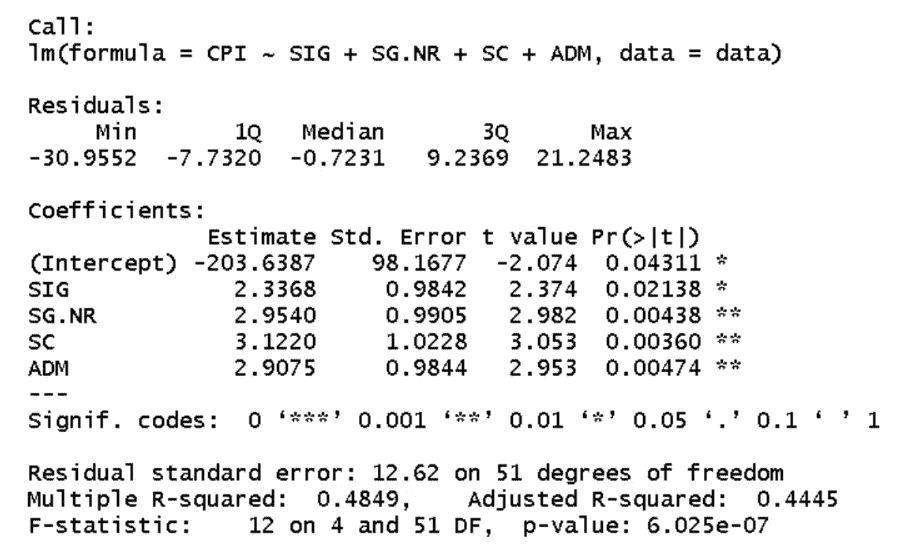 Call:
lm(formula = CPI ~ SIG + SG.NR + SC + ADM, data = data)
Residuals:
Min 1Q Median 3Q Max
-30.9552 -7.7320 -0.7231 9.2369 21.2483
Coefficients:
Estimate Std. Error t value Pr(>|t|)
(Intercept) -203.6387 98.1677 -2.074 0.04311 *
SIG 2.3368 0.9842 2.374 0.02138 *
SG.NR 2.9540 0.9905 2.982 0.00438 **
SC 3.1220 1.0228 3.053 0.00360 **
ADM 2.9075 0.9844 2.953 0.00474 **
---
Signif. codes: 0 ‘***’ 0.001 ‘**’ 0.01 ‘*’ 0.05 ‘.’ 0.1 ‘ ’ 1
Residual standard error: 12.62 on 51 degrees of freedom
Multiple R-squared: 0.4849, Adjusted R-squared: 0.4445
F-statistic: 12 on 4 and 51 DF, p-value: 6.025e-07